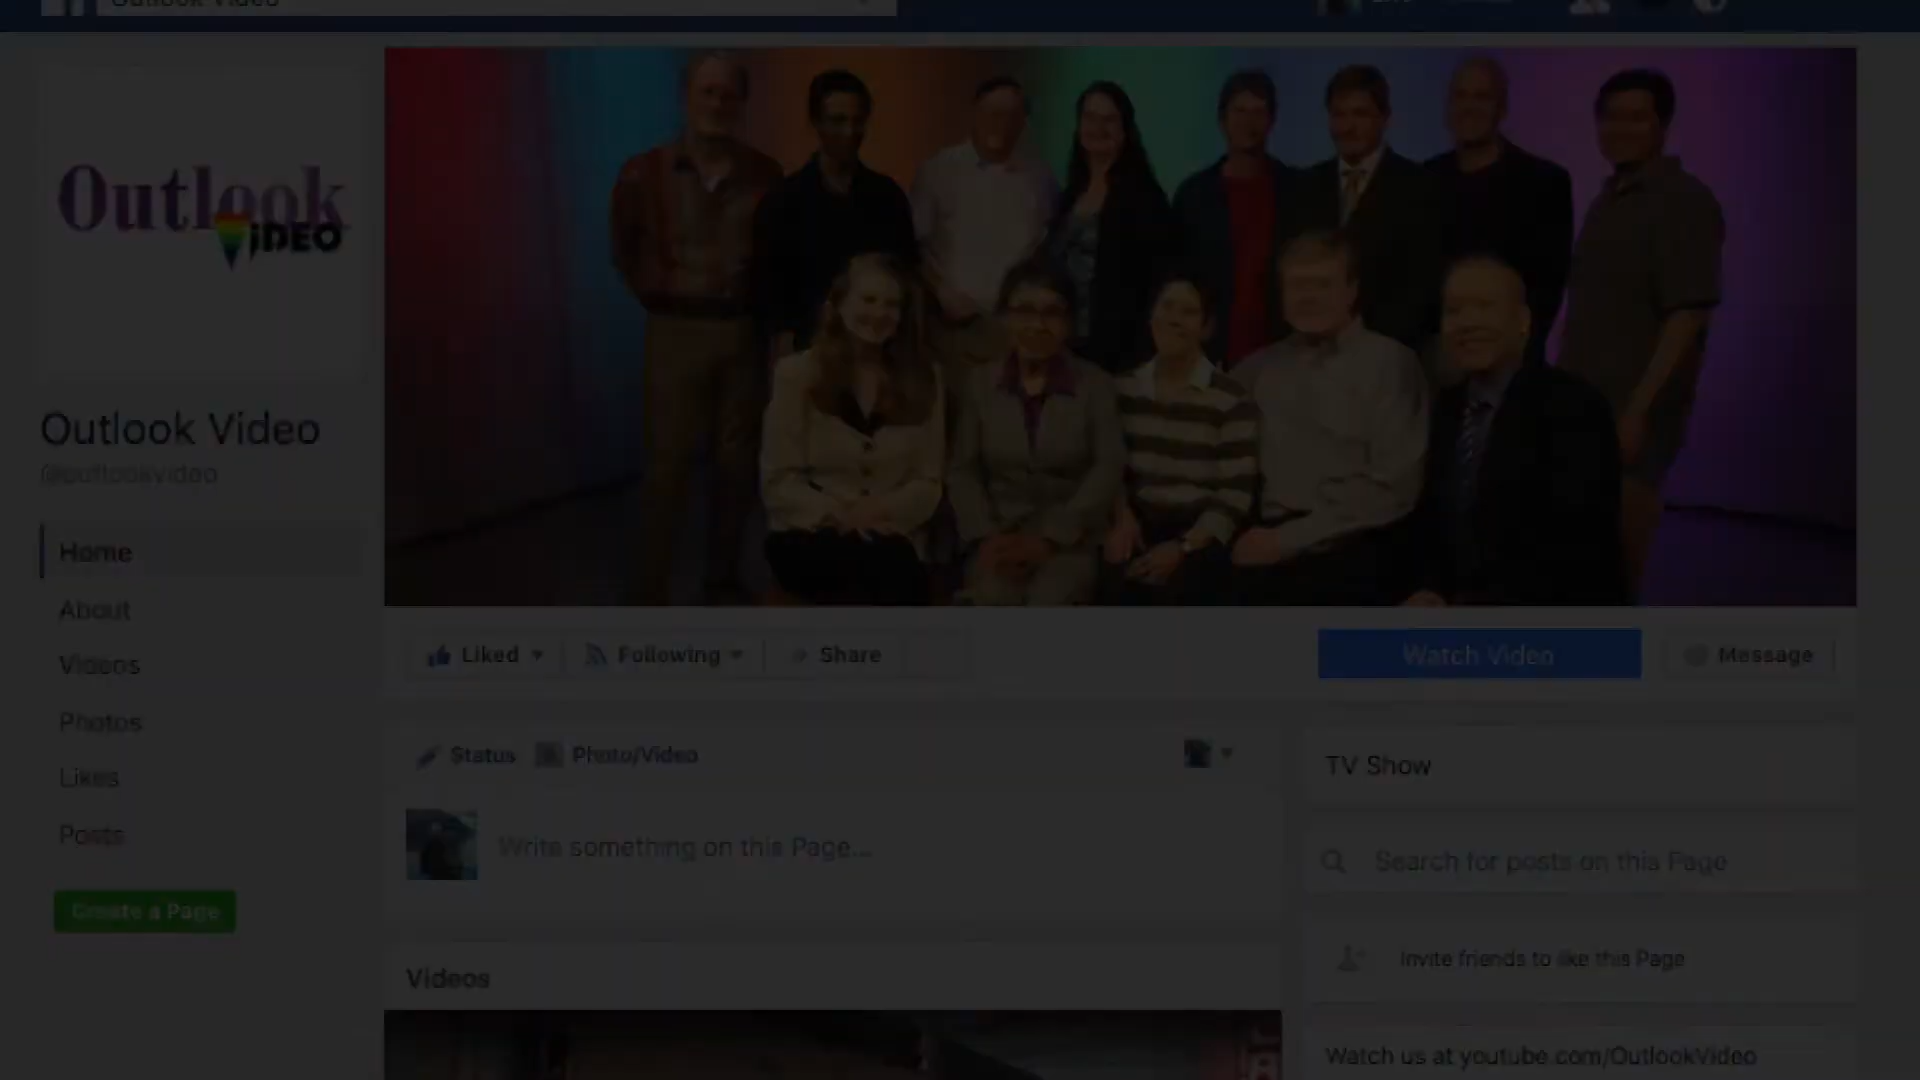 Outlook Video
Outlook
ViDEO
Outlook Video
@outlookvideo
Home
About
Videos
Photos
Likes
Posts
Create a Page
Liked
Following
Share
Watch Video
Message
Status
Photo/Video
Write something on this Page...
Videos
TV Show
Search for posts on this Page
Invite friends to like this Page
Watch us at youtube.com/OutlookVideo